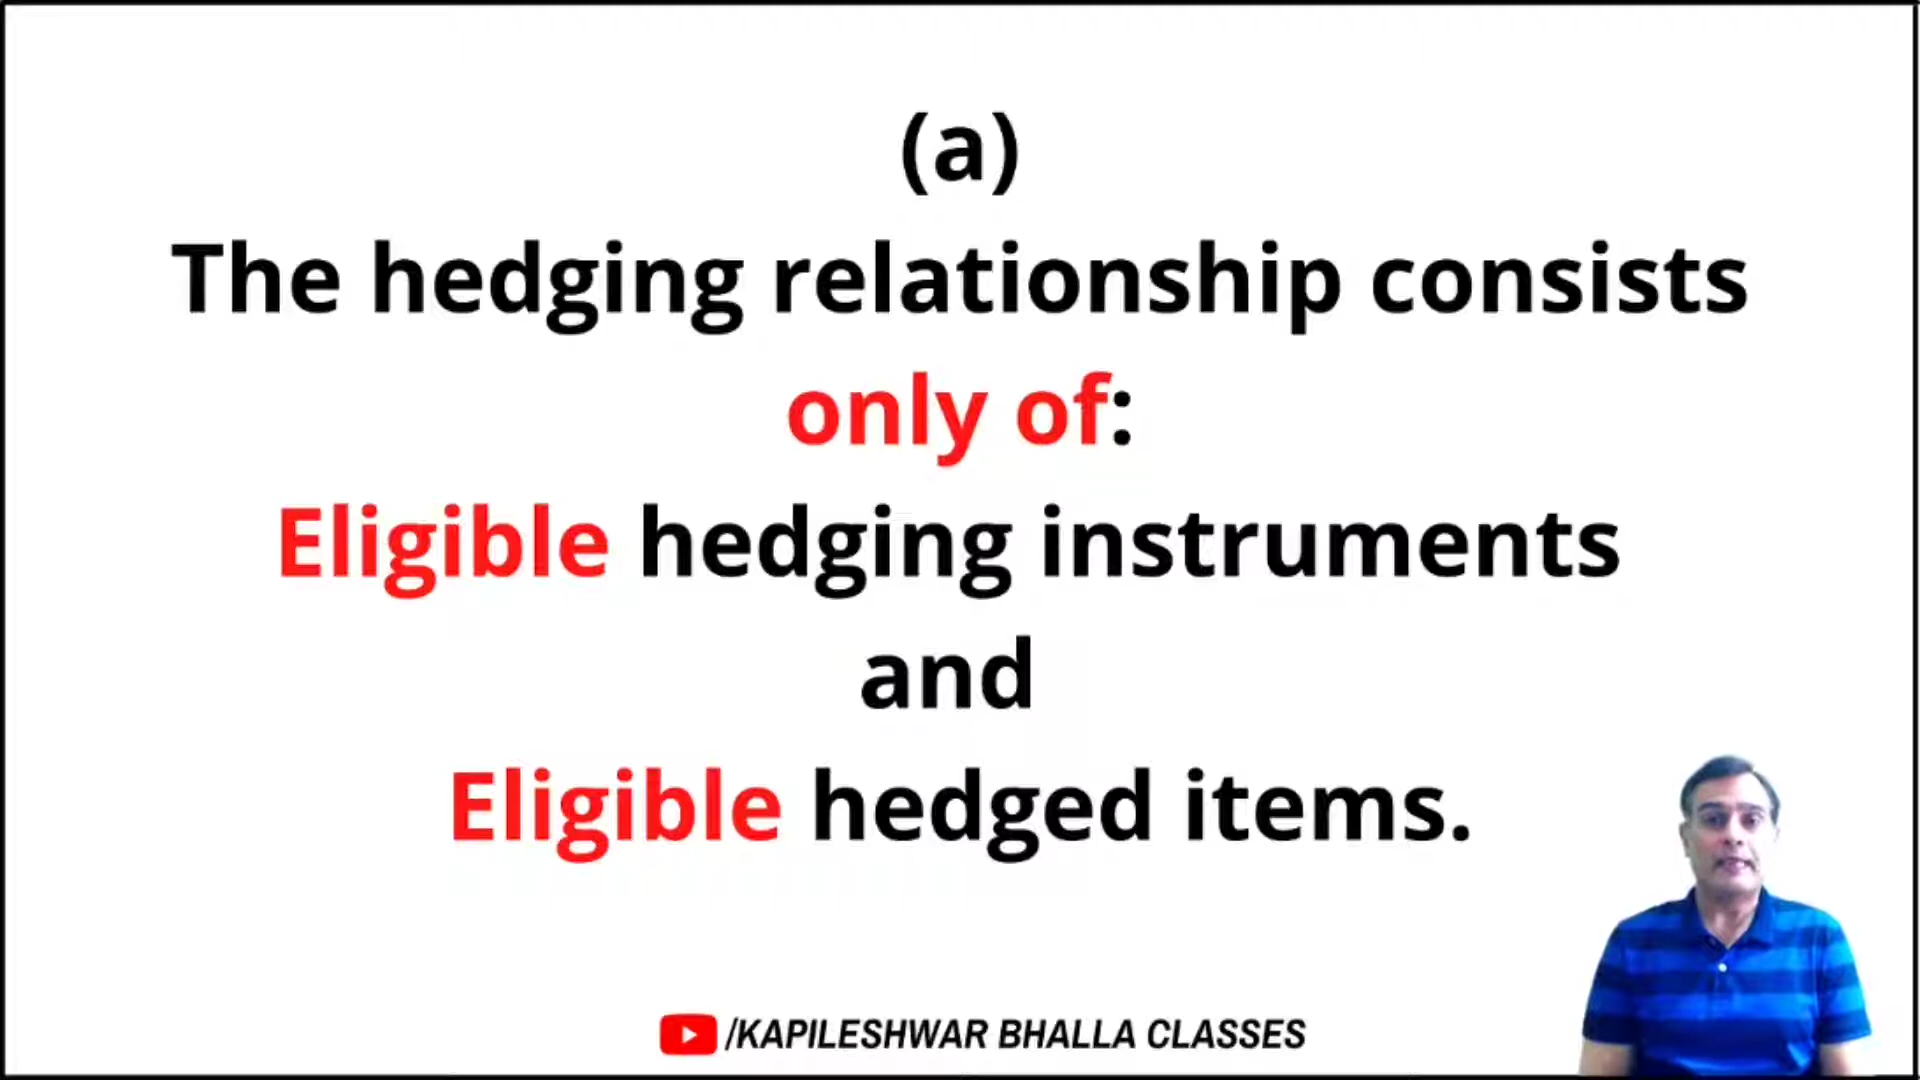 (a)
The hedging relationship consists
only of:
Eligible hedging instruments
and
Eligible hedged items.
/KAPILESHWAR BHALLA CLASSES